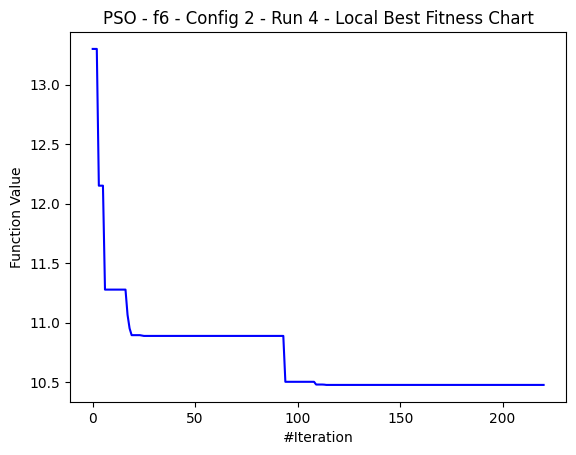 PSO - f6 - Config 2 - Run 4 - Local Best Fitness Chart
Function Value
13.0
12.5
12.0
11.5
11.0
10.5
0 50 100 150 200
#Iteration